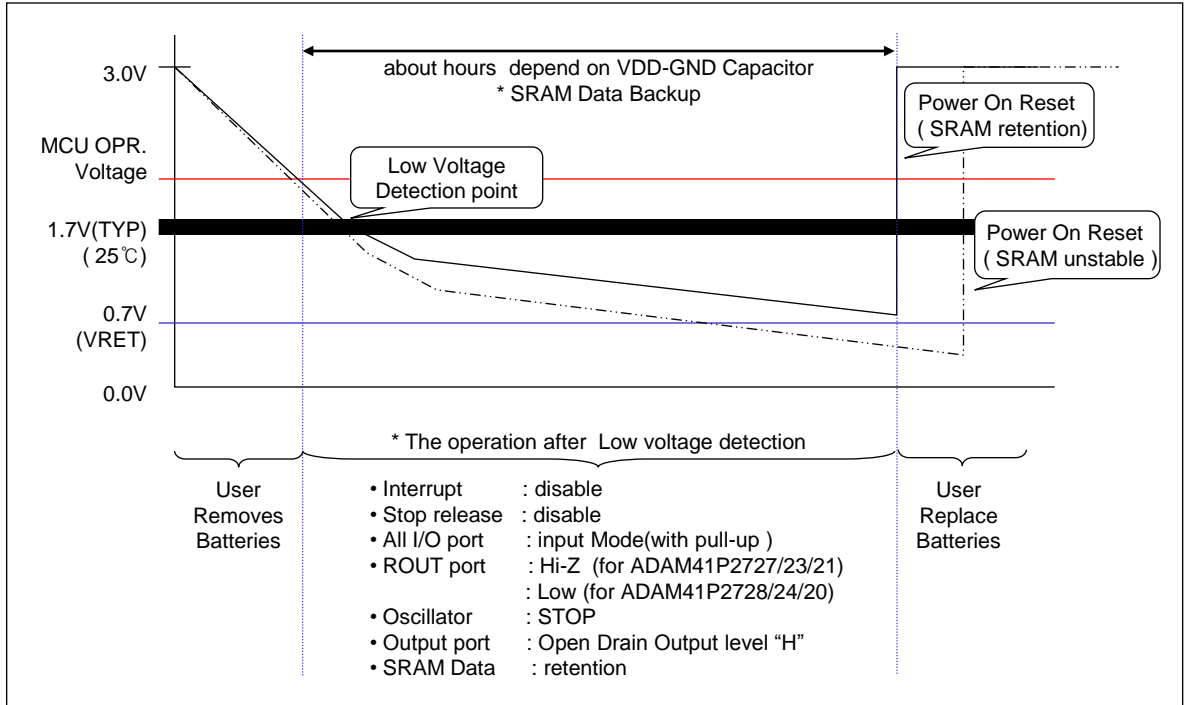 about hours depend on VDD-GND Capacitor
* SRAM Data Backup
3.0V
Power On Reset
( SRAM retention)
MCU OPR.
Voltage
Low Voltage
Detection point
1.7V(TYP)
( 25℃)
Power On Reset
( SRAM unstable )
0.7V
(VRET)
0.0V
* The operation after Low voltage detection
User
Removes
Batteries
• Interrupt : disable
• Stop release : disable
• All I/O port : input Mode(with pull-up )
• ROUT port : Hi-Z (for ADAM41P2727/23/21)
: Low (for ADAM41P2728/24/20)
• Oscillator : STOP
• Output port : Open Drain Output level “H”
• SRAM Data : retention
User
Replace
Batteries